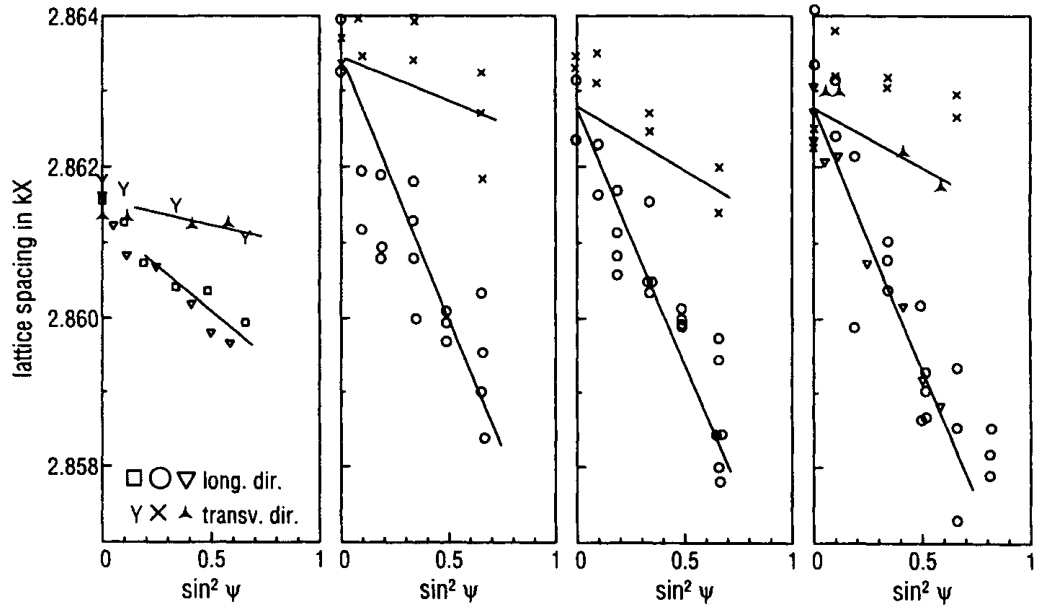 2.864
2.862
2.860
2.858
lattice spacing in kX
long. dir.
Y transv. dir.
0 0.5 1
0 0.5 1
0 0.5 1
0 0.5 1
sin² ψ
sin² ψ
sin² ψ
sin² ψ